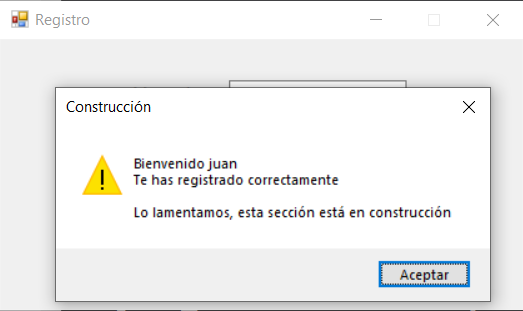 Registro
Construcción
Bienvenido juan
Te has registrado correctamente
Lo lamentamos, esta sección está en construcción
Aceptar